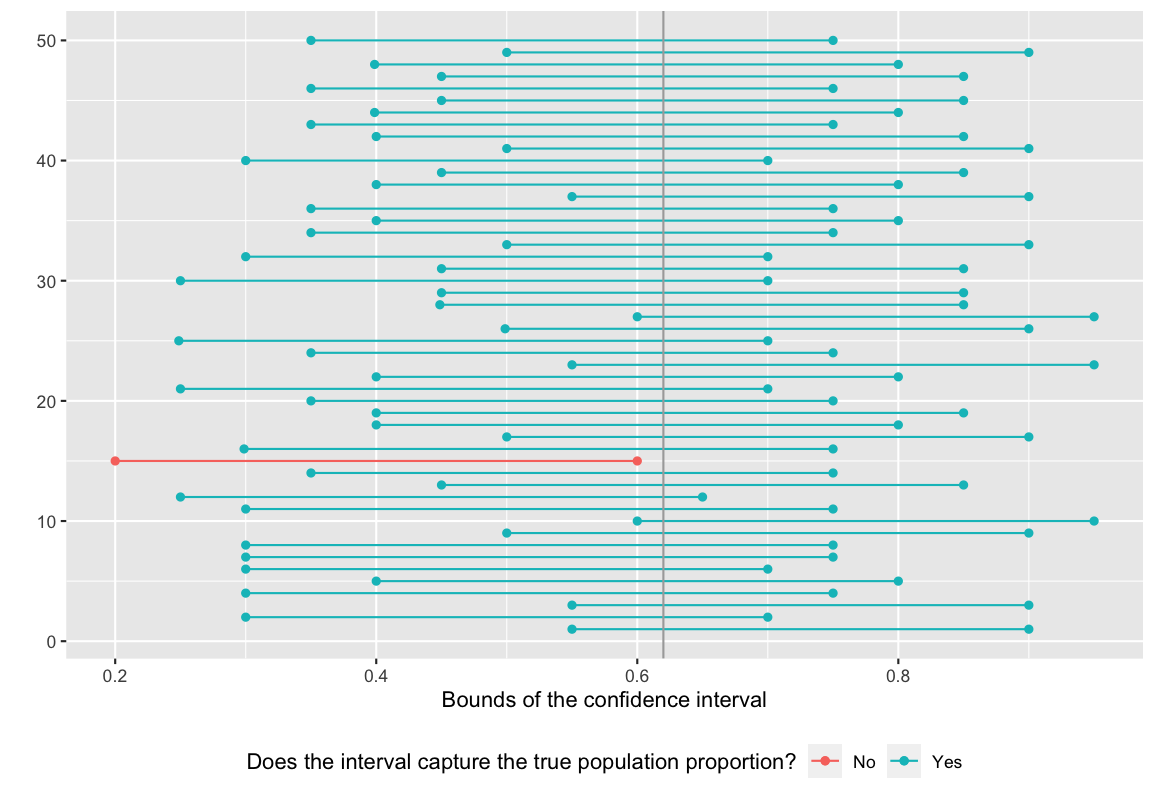 50
40
30
20
10
0
0.2 0.4 0.6 0.8
Bounds of the confidence interval
Does the interval capture the true population proportion? No Yes